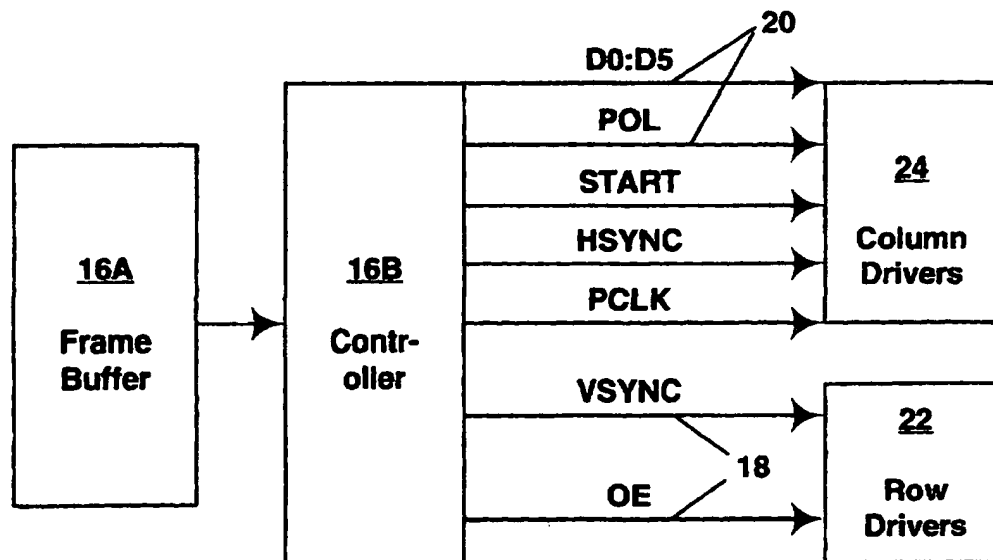 20
D0:D5
POL
START
HSYNC
PCLK
VSYNC
OE
18
16A
Frame
Buffer
16B
Contr-
oller
24
Column
Drivers
22
Row
Drivers